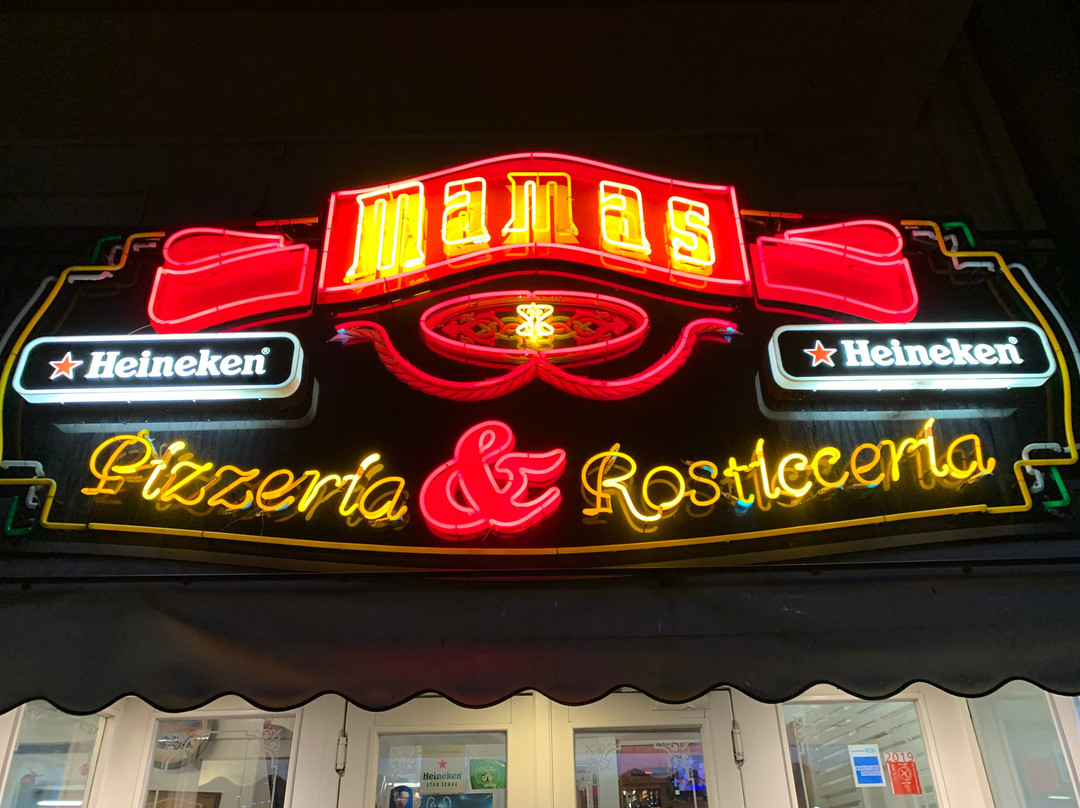 mamas
Heineken® Heineken®
Pizzeria & Rosticceria
Heineken
2019